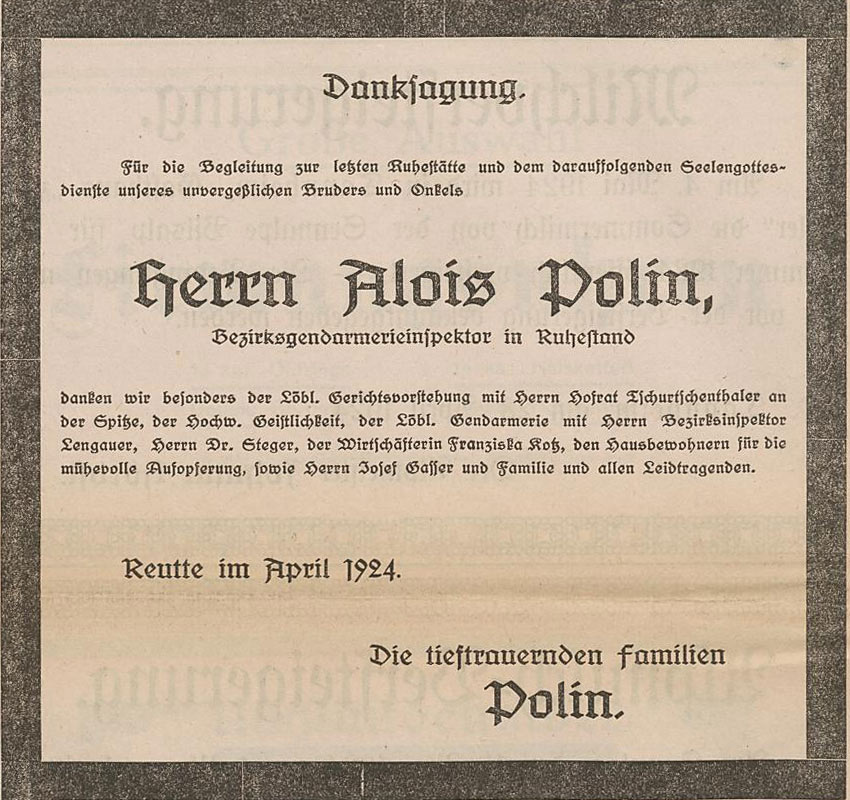 Danksagung.
Für die Begleitung zur letzten Ruhestätte und dem darauffolgenden Seelengottes-
dienste unseres unvergeßlichen Bruders und Onkels
Herrn Alois Polin,
Bezirksgendarmerieinspektor in Ruhestand
danken wir besonders der Löbl. Gerichtsvorstehung mit Herrn Hofrat Tschurtschenthaler an
der Spitze, der Hochw. Geistlichkeit, der Löbl. Gendarmerie mit Herrn Bezirksinspektor
Lengauer, Herrn Dr. Steger, der Wirtschäfterin Franziska Kotz, den Hausbewohnern für die
mühevolle Aufopferung, sowie Herrn Josef Gasser und Familie und allen Leidtragenden.
Reutte im April 1924.
Die tieftrauernden Familien
Polin.